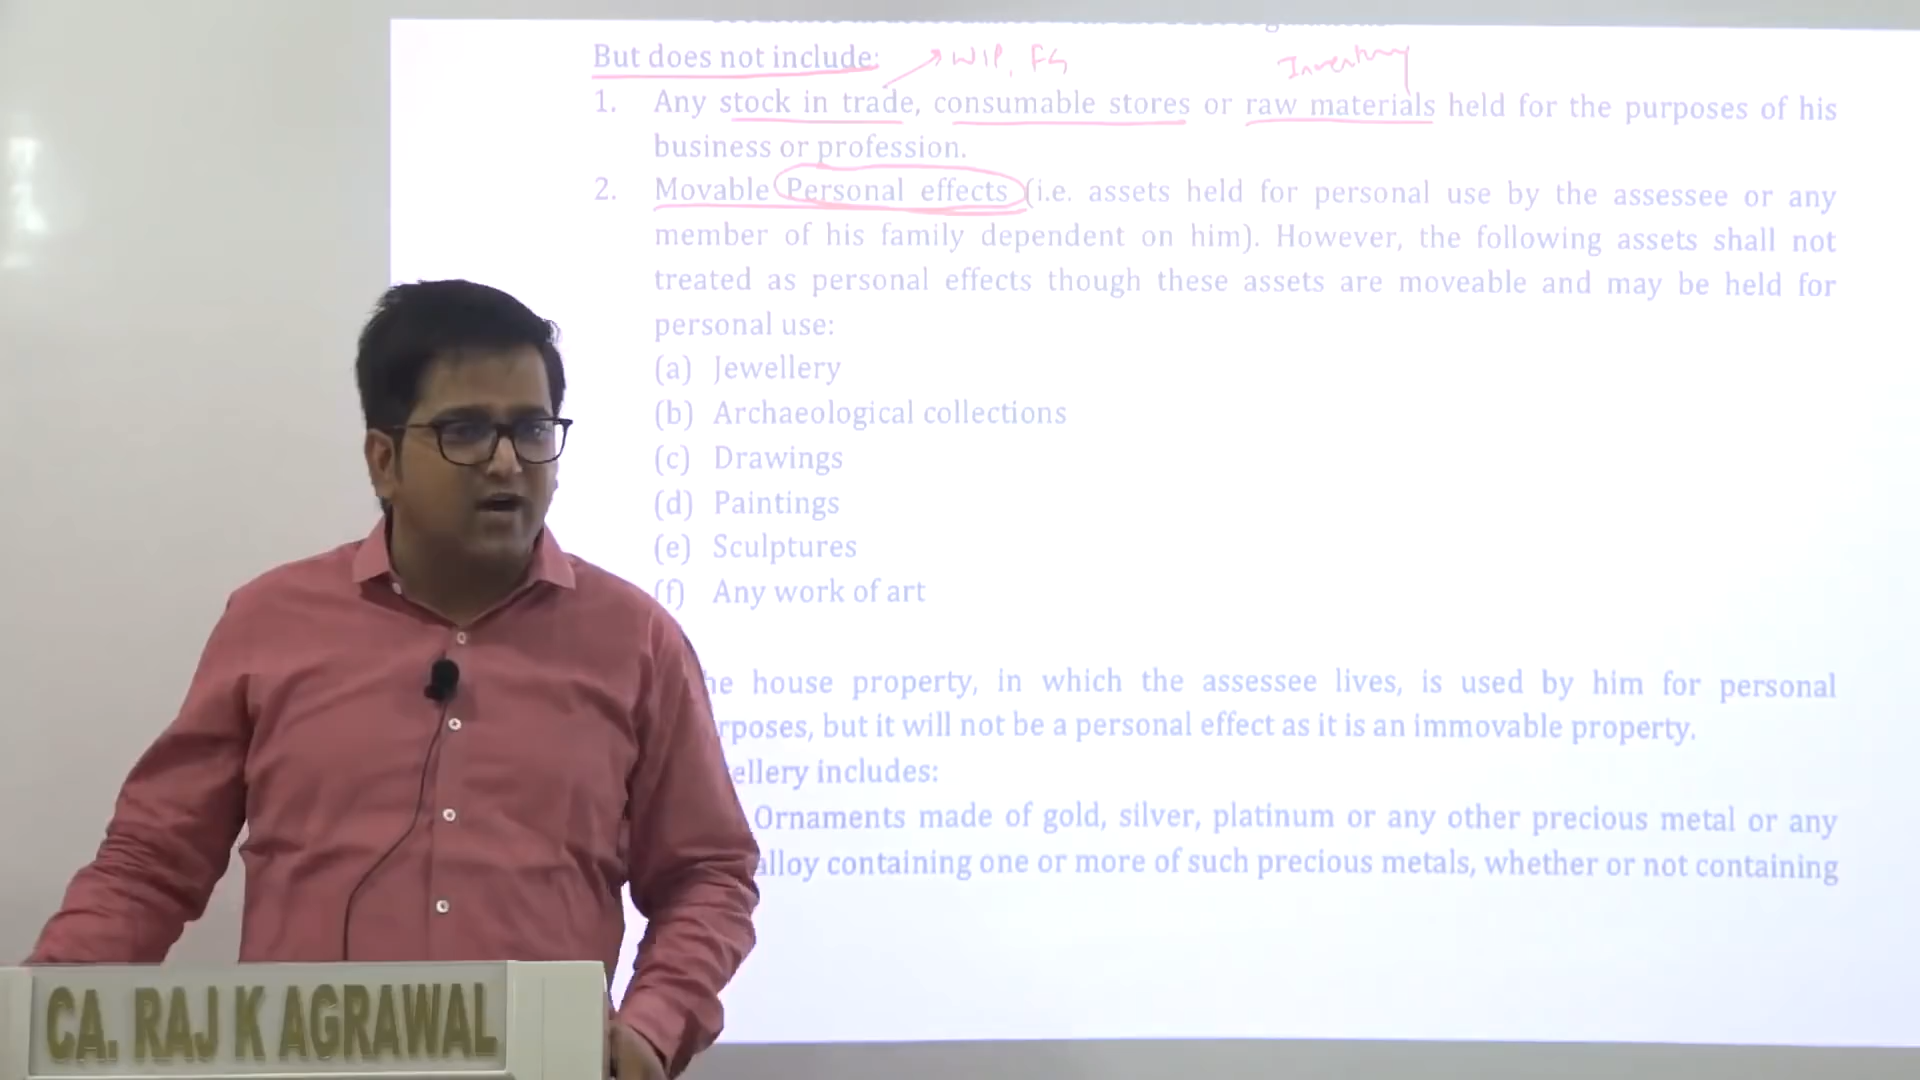 But does not include:
WIP, FG
Inventory
1. Any stock in trade, consumable stores or raw materials held for the purposes of his
business or profession.
2. Movable Personal effects (i.e. assets held for personal use by the assessee or any
member of his family dependent on him). However, the following assets shall not
treated as personal effects though these assets are moveable and may be held for
personal use:
(a) Jewellery
(b) Archaeological collections
(c) Drawings
(d) Paintings
(e) Sculptures
(f) Any work of art
he house property, in which the assessee lives, is used by him for personal
rposes, but it will not be a personal effect as it is an immovable property.
ellery includes:
Ornaments made of gold, silver, platinum or any other precious metal or any
alloy containing one or more of such precious metals, whether or not containing
CA. RAJ K AGRAWAL